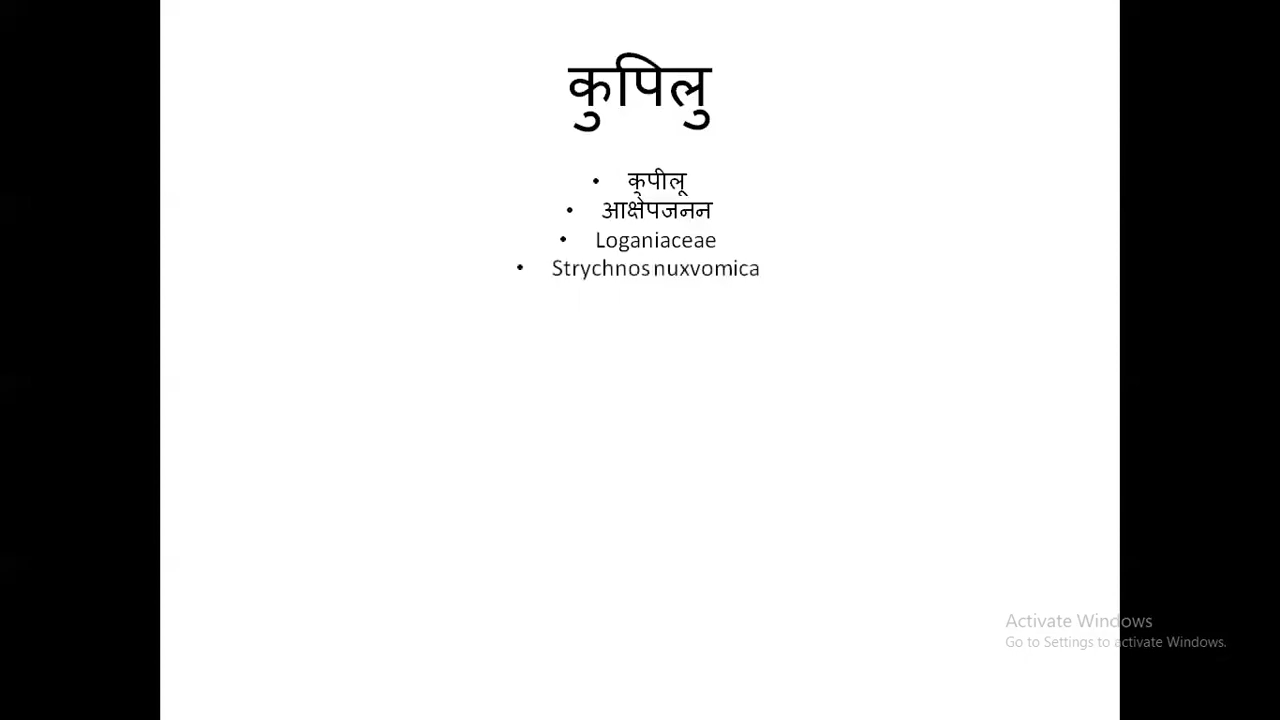 कुपिलु
• कुपीलू
• आक्षेपजनन
• Loganiaceae
• Strychnos nuxvomica
Activate Windows
Go to Settings to activate Windows.